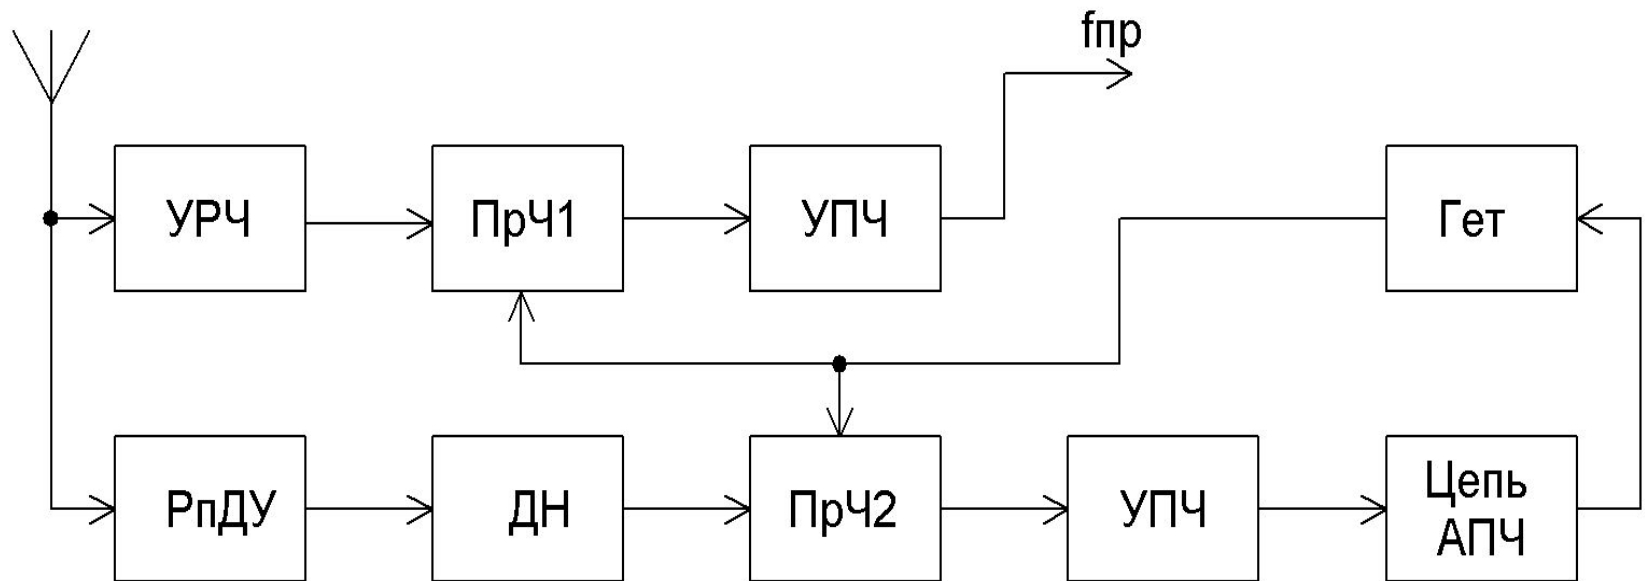 fпр
УРЧ
ПрЧ1
УПЧ
Гет
РпДУ
ДН
ПрЧ2
УПЧ
Цепь
АПЧ